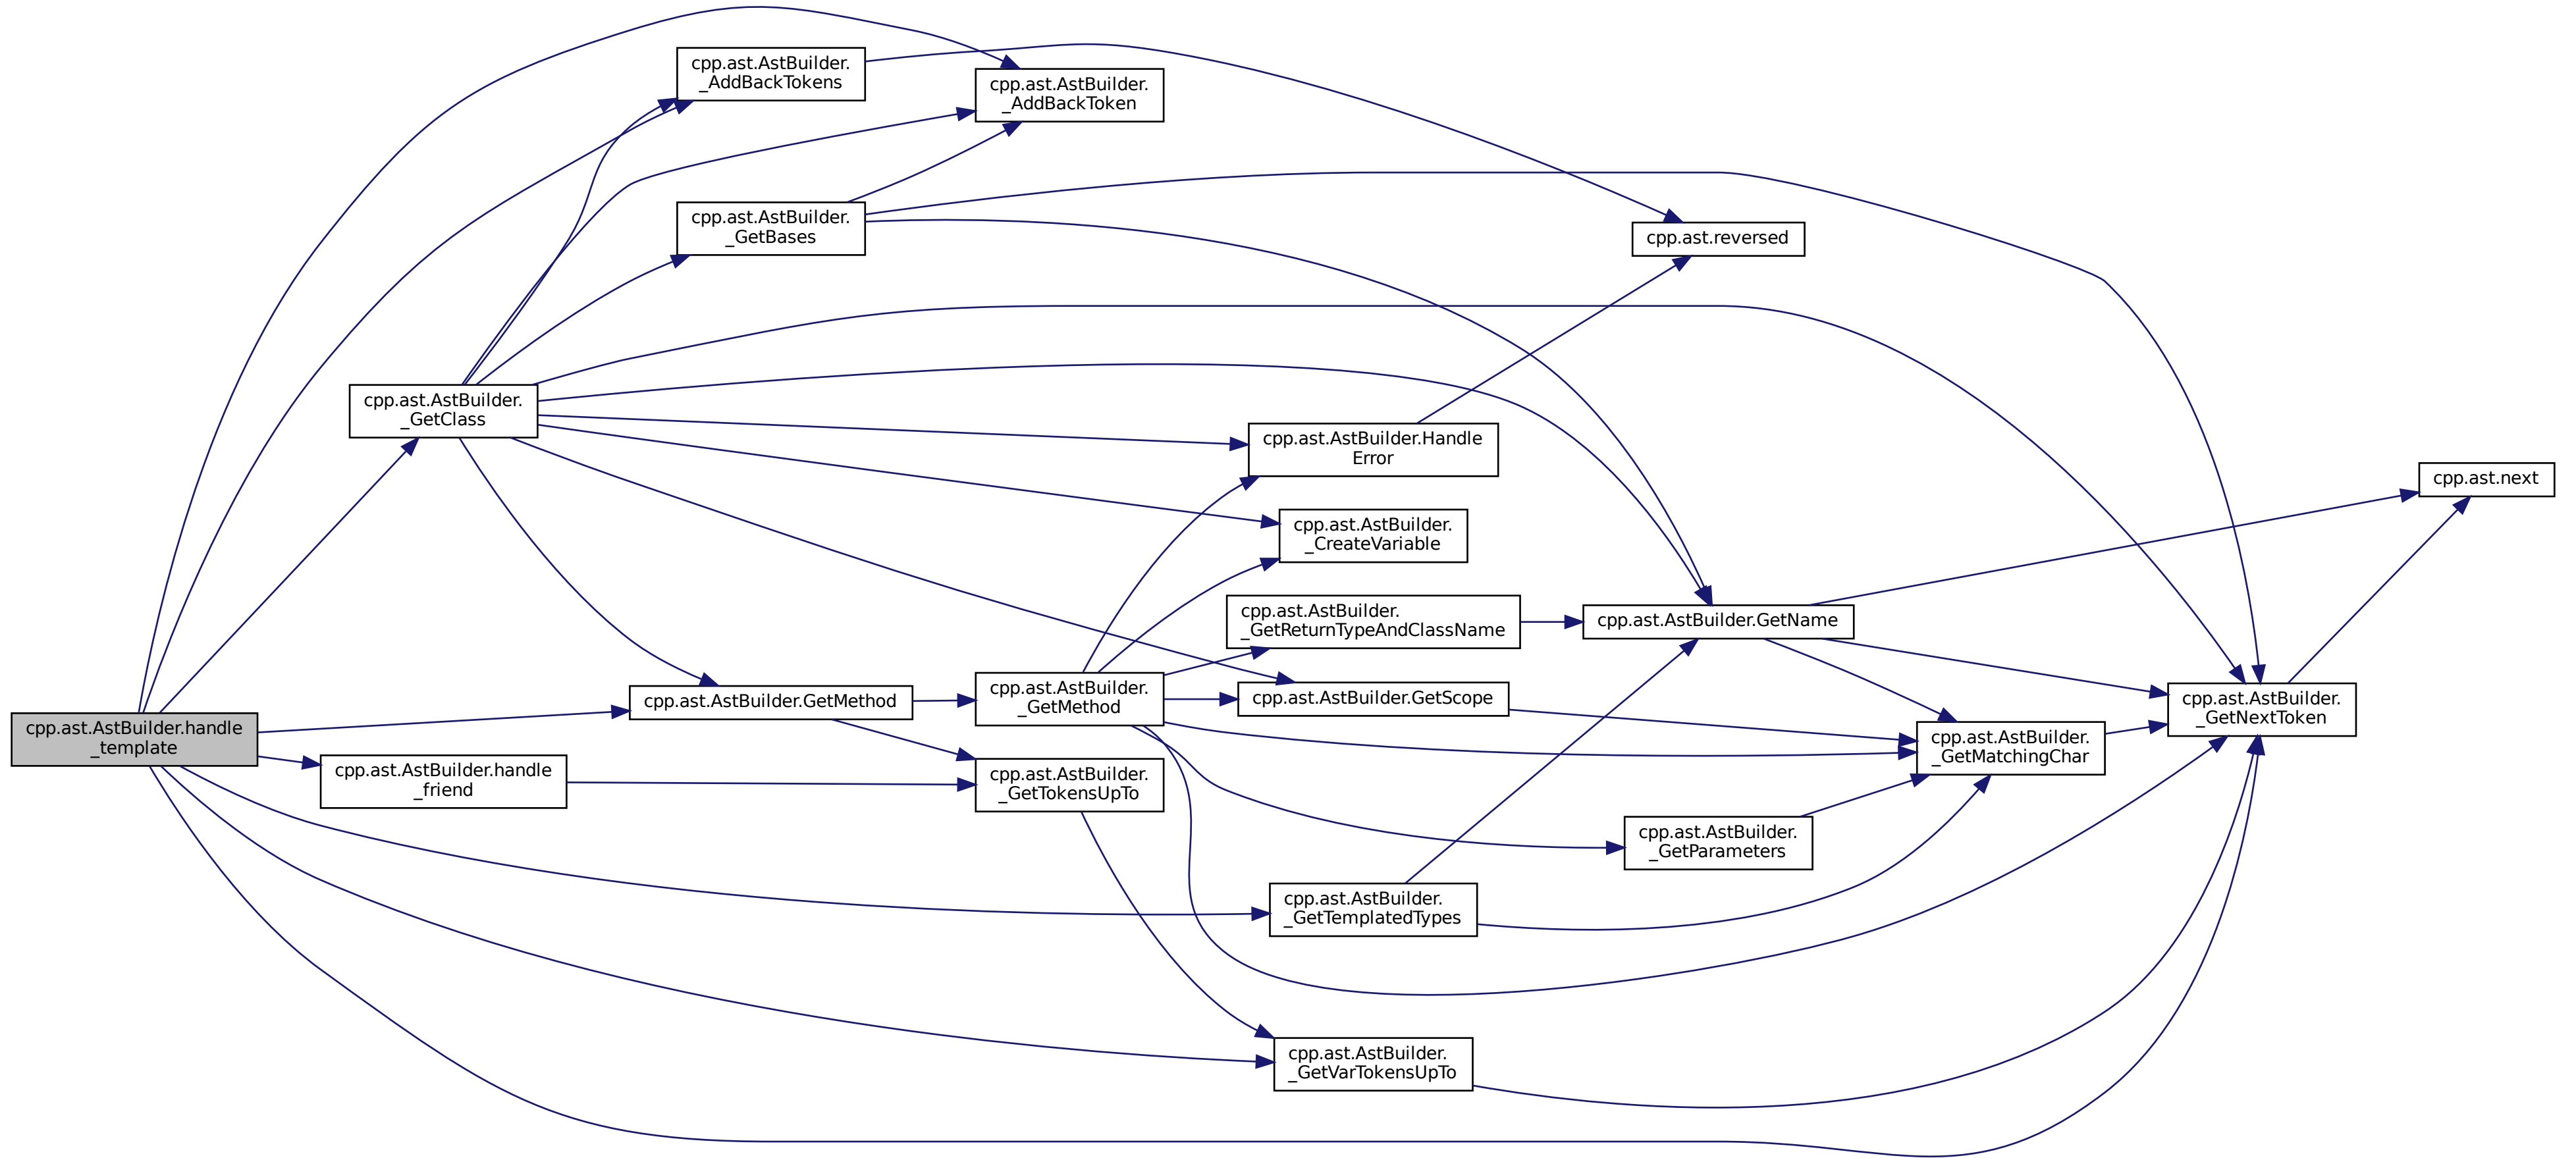 cpp.ast.AstBuilder.handle
_template
cpp.ast.AstBuilder.
_GetClass
cpp.ast.AstBuilder.handle
_friend
cpp.ast.AstBuilder.
_AddBackTokens
cpp.ast.AstBuilder.
_GetBases
cpp.ast.AstBuilder.GetMethod
cpp.ast.AstBuilder.
_AddBackToken
cpp.ast.AstBuilder.
_GetMethod
cpp.ast.AstBuilder.
_GetTokensUpTo
cpp.ast.AstBuilder.Handle
Error
cpp.ast.AstBuilder.
_CreateVariable
cpp.ast.AstBuilder.
_GetReturnTypeAndClassName
cpp.ast.AstBuilder.GetScope
cpp.ast.AstBuilder.
_GetTemplatedTypes
cpp.ast.AstBuilder.
_GetVarTokensUpTo
cpp.ast.reversed
cpp.ast.AstBuilder.GetName
cpp.ast.AstBuilder.
_GetParameters
cpp.ast.AstBuilder.
_GetMatchingChar
cpp.ast.AstBuilder.
_GetNextToken
cpp.ast.next